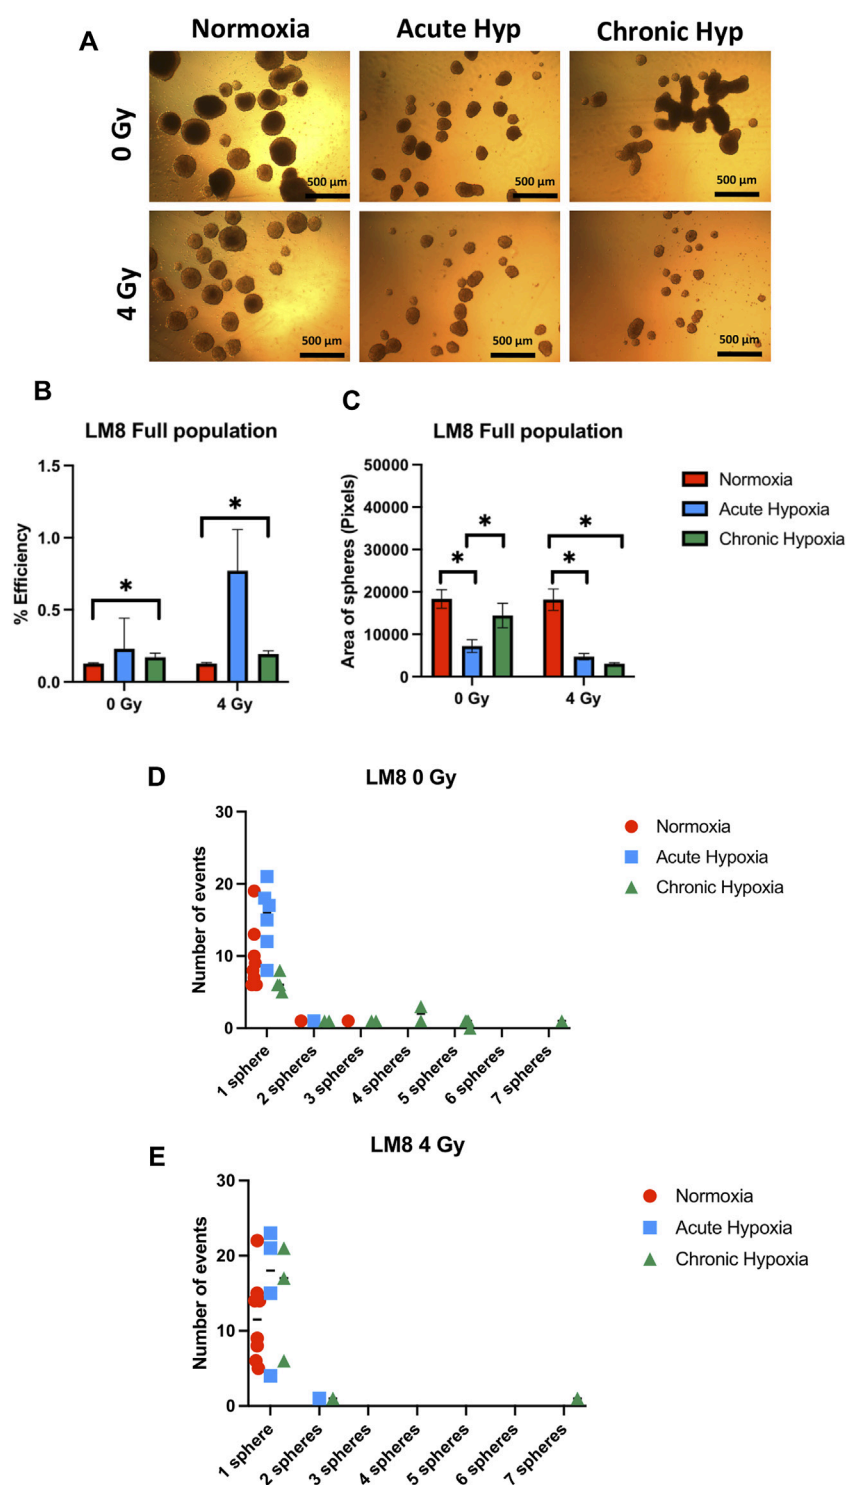 A
Normoxia
Acute Hyp
Chronic Hyp
0 Gy
500 µm
500 µm
500 µm
4 Gy
500 µm
500 µm
500 µm
B
LM8 Full population
% Efficiency
1.5
1.0
0.5
0.0
*
*
0 Gy
4 Gy
C
LM8 Full population
Area of spheres (Pixels)
50000
40000
30000
20000
10000
0
*
*
*
*
0 Gy
4 Gy
Normoxia
Acute Hypoxia
Chronic Hypoxia
D
LM8 0 Gy
Number of events
30
20
10
0
1 sphere
2 spheres
3 spheres
4 spheres
5 spheres
6 spheres
7 spheres
Normoxia
Acute Hypoxia
Chronic Hypoxia
E
LM8 4 Gy
Number of events
30
20
10
0
1 sphere
2 spheres
3 spheres
4 spheres
5 spheres
6 spheres
7 spheres
Normoxia
Acute Hypoxia
Chronic Hypoxia